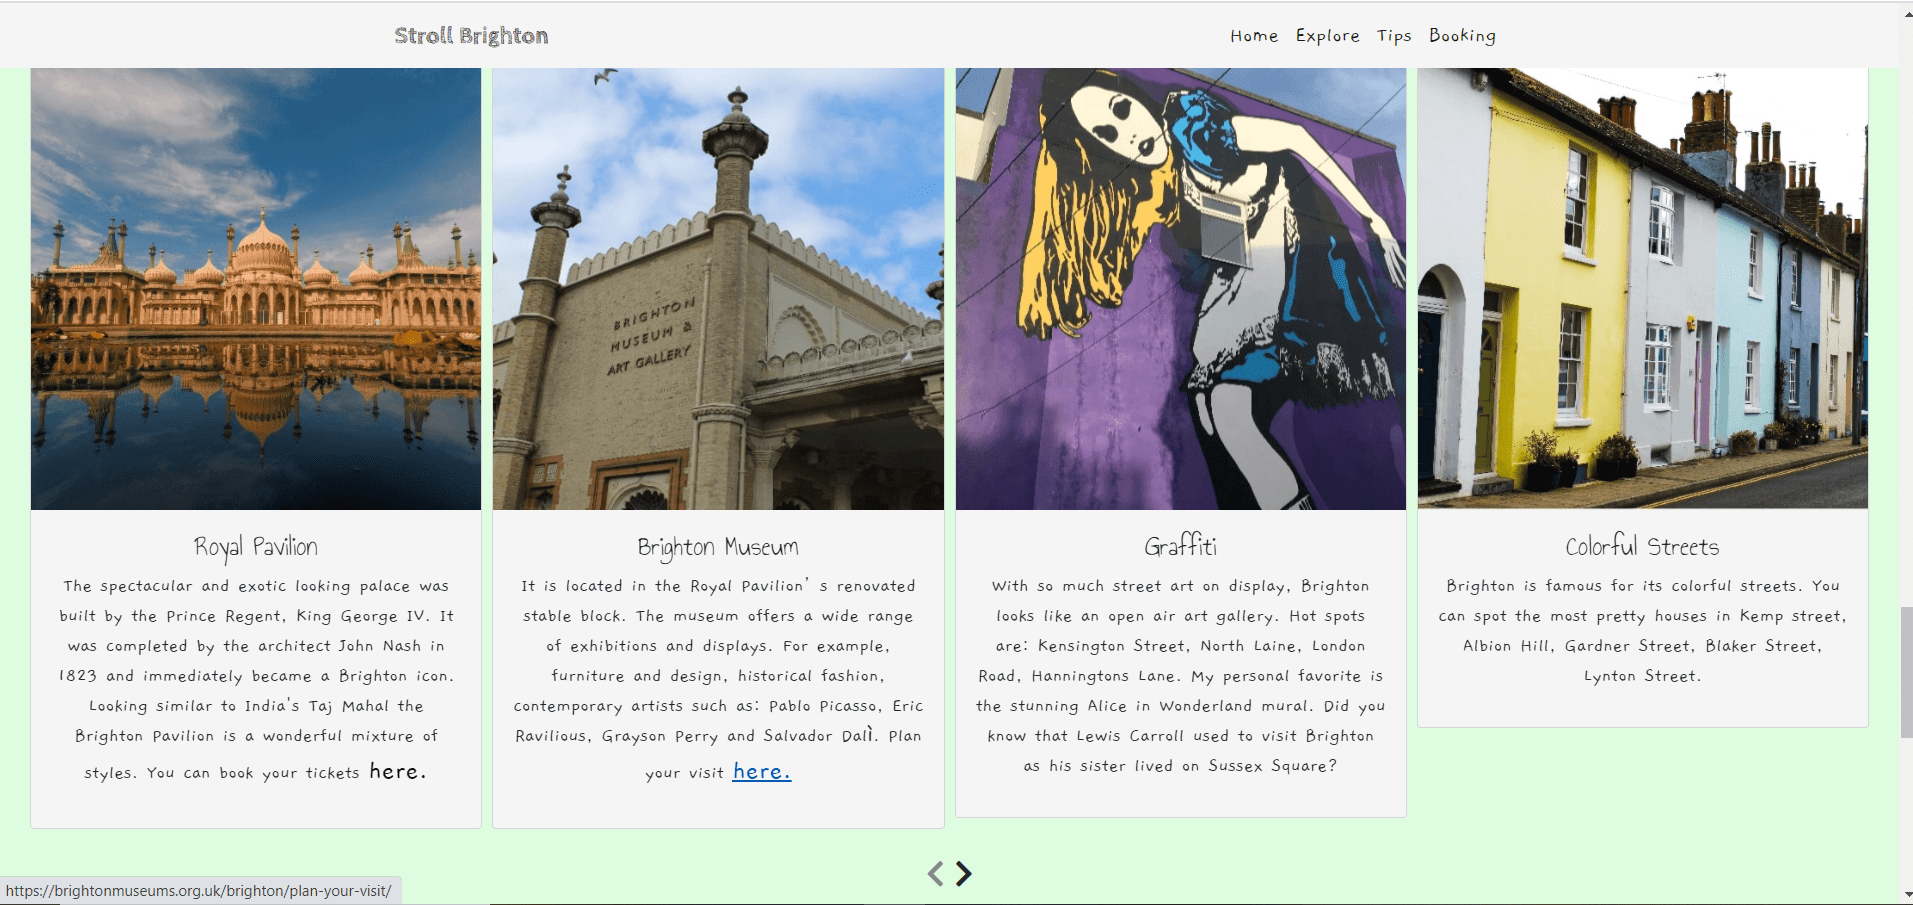 Stroll Brighton
Home Explore Tips Booking
BRIGHTON
MUSEUM &
ART GALLERY
Royal Pavilion
The spectacular and exotic looking palace was
built by the Prince Regent, King George IV. It
was completed by the architect John Nash in
1823 and immediately became a Brighton icon.
Looking similar to India's Taj Mahal the
Brighton Pavilion is a wonderful mixture of
styles. You can book your tickets here.
Brighton Museum
It is located in the Royal Pavilion’s renovated
stable block. The museum offers a wide range
of exhibitions and displays. For example,
furniture and design, historical fashion,
contemporary artists such as: Pablo Picasso, Eric
Ravilious, Grayson Perry and Salvador Dalì. Plan
your visit here.
Graffiti
With so much street art on display, Brighton
looks like an open air art gallery. Hot spots
are: Kensington Street, North Laine, London
Road, Hanningtons Lane. My personal favorite is
the stunning Alice in Wonderland mural. Did you
know that Lewis Carroll used to visit Brighton
as his sister lived on Sussex Square?
Colorful Streets
Brighton is famous for its colorful streets. You
can spot the most pretty houses in Kemp street,
Albion Hill, Gardner Street, Blaker Street,
Lynton Street.
https://brightonmuseums.org.uk/brighton/plan-your-visit/